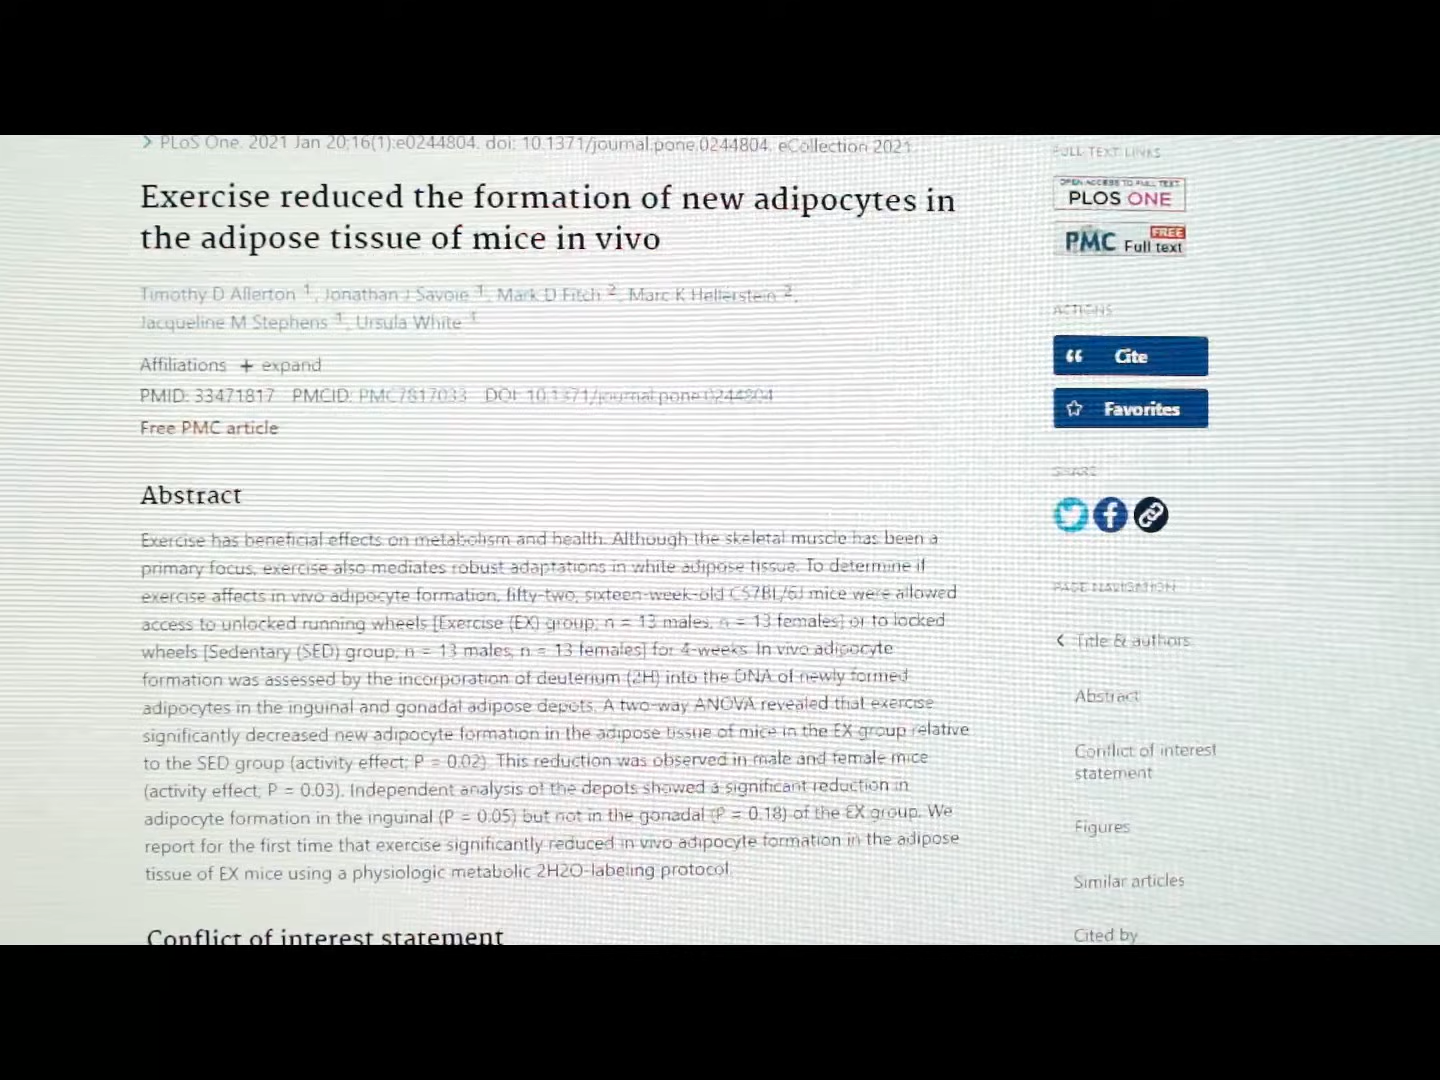 > PLoS One. 2021 Jan 20;16(1):e0244804. doi: 10.1371/journal.pone.0244804. eCollection 2021.
Exercise reduced the formation of new adipocytes in
the adipose tissue of mice in vivo
Timothy D Allerton 1, Jonathan J Savoie 1, Mark D Fitch 2, Marc K Hellerstein 2,
Jacqueline M Stephens 1, Ursula White 1
Affiliations + expand
PMID: 33471817 PMCID: PMC7817033 DOI: 10.1371/journal.pone.0244804
Free PMC article
Abstract
Exercise has beneficial effects on metabolism and health. Although the skeletal muscle has been a
primary focus, exercise also mediates robust adaptations in white adipose tissue. To determine if
exercise affects in vivo adipocyte formation, fifty-two, sixteen-week-old C57BL/6J mice were allowed
access to unlocked running wheels [Exercise (EX) group; n = 13 males, n = 13 females] or to locked
wheels [Sedentary (SED) group; n = 13 males, n = 13 females] for 4-weeks. In vivo adipocyte
formation was assessed by the incorporation of deuterium (2H) into the DNA of newly formed
adipocytes in the inguinal and gonadal adipose depots. A two-way ANOVA revealed that exercise
significantly decreased new adipocyte formation in the adipose tissue of mice in the EX group relative
to the SED group (activity effect; P = 0.02). This reduction was observed in male and female mice
(activity effect; P = 0.03). Independent analysis of the depots showed a significant reduction in
adipocyte formation in the inguinal (P = 0.05) but not in the gonadal (P = 0.18) of the EX group. We
report for the first time that exercise significantly reduced in vivo adipocyte formation in the adipose
tissue of EX mice using a physiologic metabolic 2H2O-labeling protocol.
Conflict of interest statement
FULL TEXT LINKS
OPEN ACCESS TO FULL TEXT
PLOS ONE
PMC FREE Full text
ACTIONS
Cite
Favorites
SHARE
PAGE NAVIGATION
< Title & authors
Abstract
Conflict of interest
statement
Figures
Similar articles
Cited by